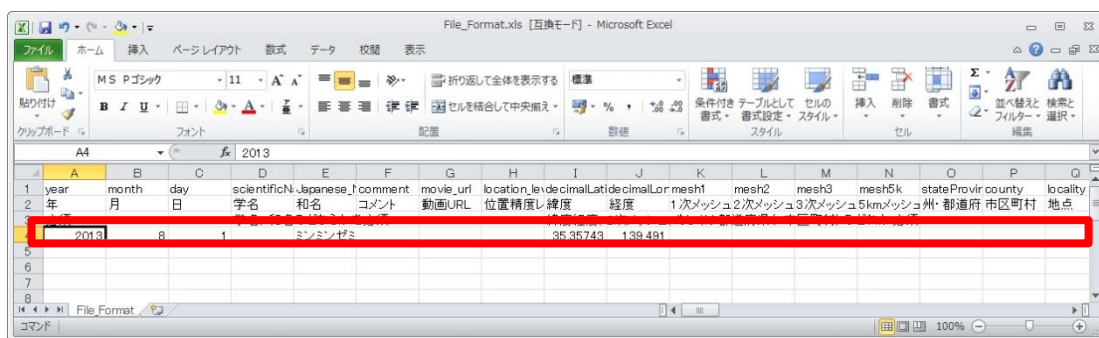 File_Format.xls [互換モード] - Microsoft Excel
ファイル ホーム 挿入 ページ レイアウト 数式 データ 校閲 表示
貼り付け
MS Pゴシック 11 A A
B I U A
折り返して全体を表示する
セルを結合して中央揃え
標準
% ,
条件付き書式
テーブルとして書式設定
セルのスタイル
挿入 削除 書式
Σ
並べ替えとフィルター
検索と選択
クリップボード フォント 配置 数値 スタイル セル 編集
A4 fx 2013
A B C D E F G H I J K L M N O P Q
1 year month day scientificN Japanese_ comment movie_url location_lev decimalLati decimalLor mesh1 mesh2 mesh3 mesh5k stateProvir county locality
2 年 月 日 学名 和名 コメント 動画URL 位置精度レ 緯度 経度 1次メッシュ 2次メッシュ 3次メッシュ 5kmメッシュ 州・都道府 市区町村 地点
4 2013 8 1 ミンミンゼミ 35.35743 139.491
5
6
7
8
File_Format
コマンド 100%